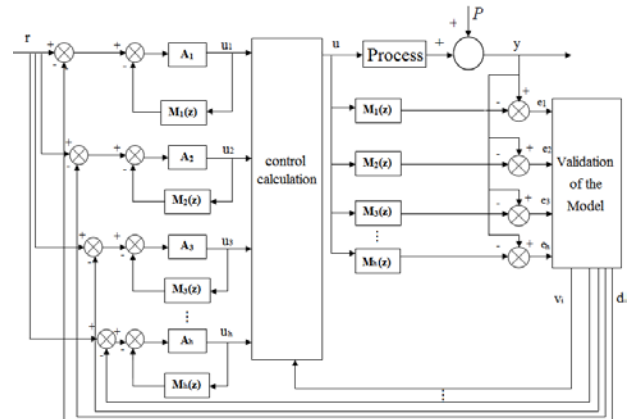 r
+
+
-
A₁
u₁
M₁(z)
+
+
-
-
A₂
u₂
M₂(z)
+
+
-
-
A₃
u₃
M₃(z)
⋮
+
+
-
-
Aₕ
uₕ
Mₕ(z)
control
calculation
u
Process
+
+
P
y
M₁(z)
-
+
e₁
M₂(z)
-
+
e₂
M₃(z)
-
+
e₃
⋮
Mₕ(z)
-
+
eₕ
Validation
of the
Model
vᵢ
...